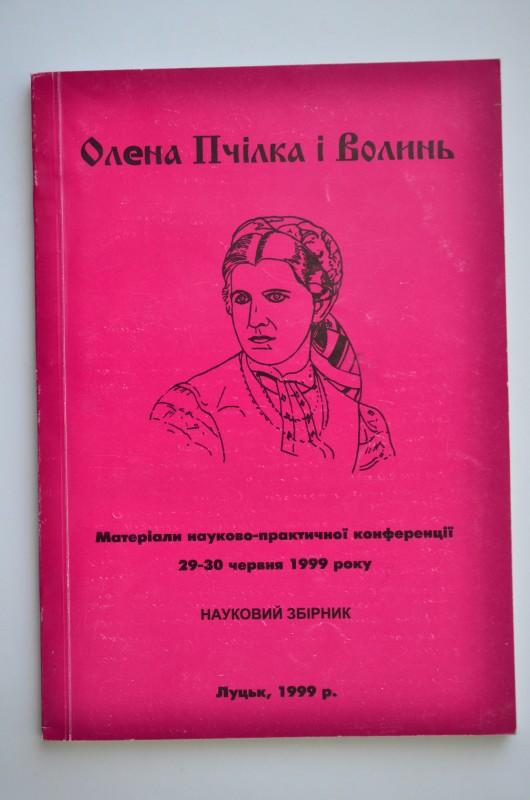 Олена Пчілка і Волинь
Матеріали науково-практичної конференції
29-30 червня 1999 року
НАУКОВИЙ ЗБІРНИК
Луцьк, 1999 р.